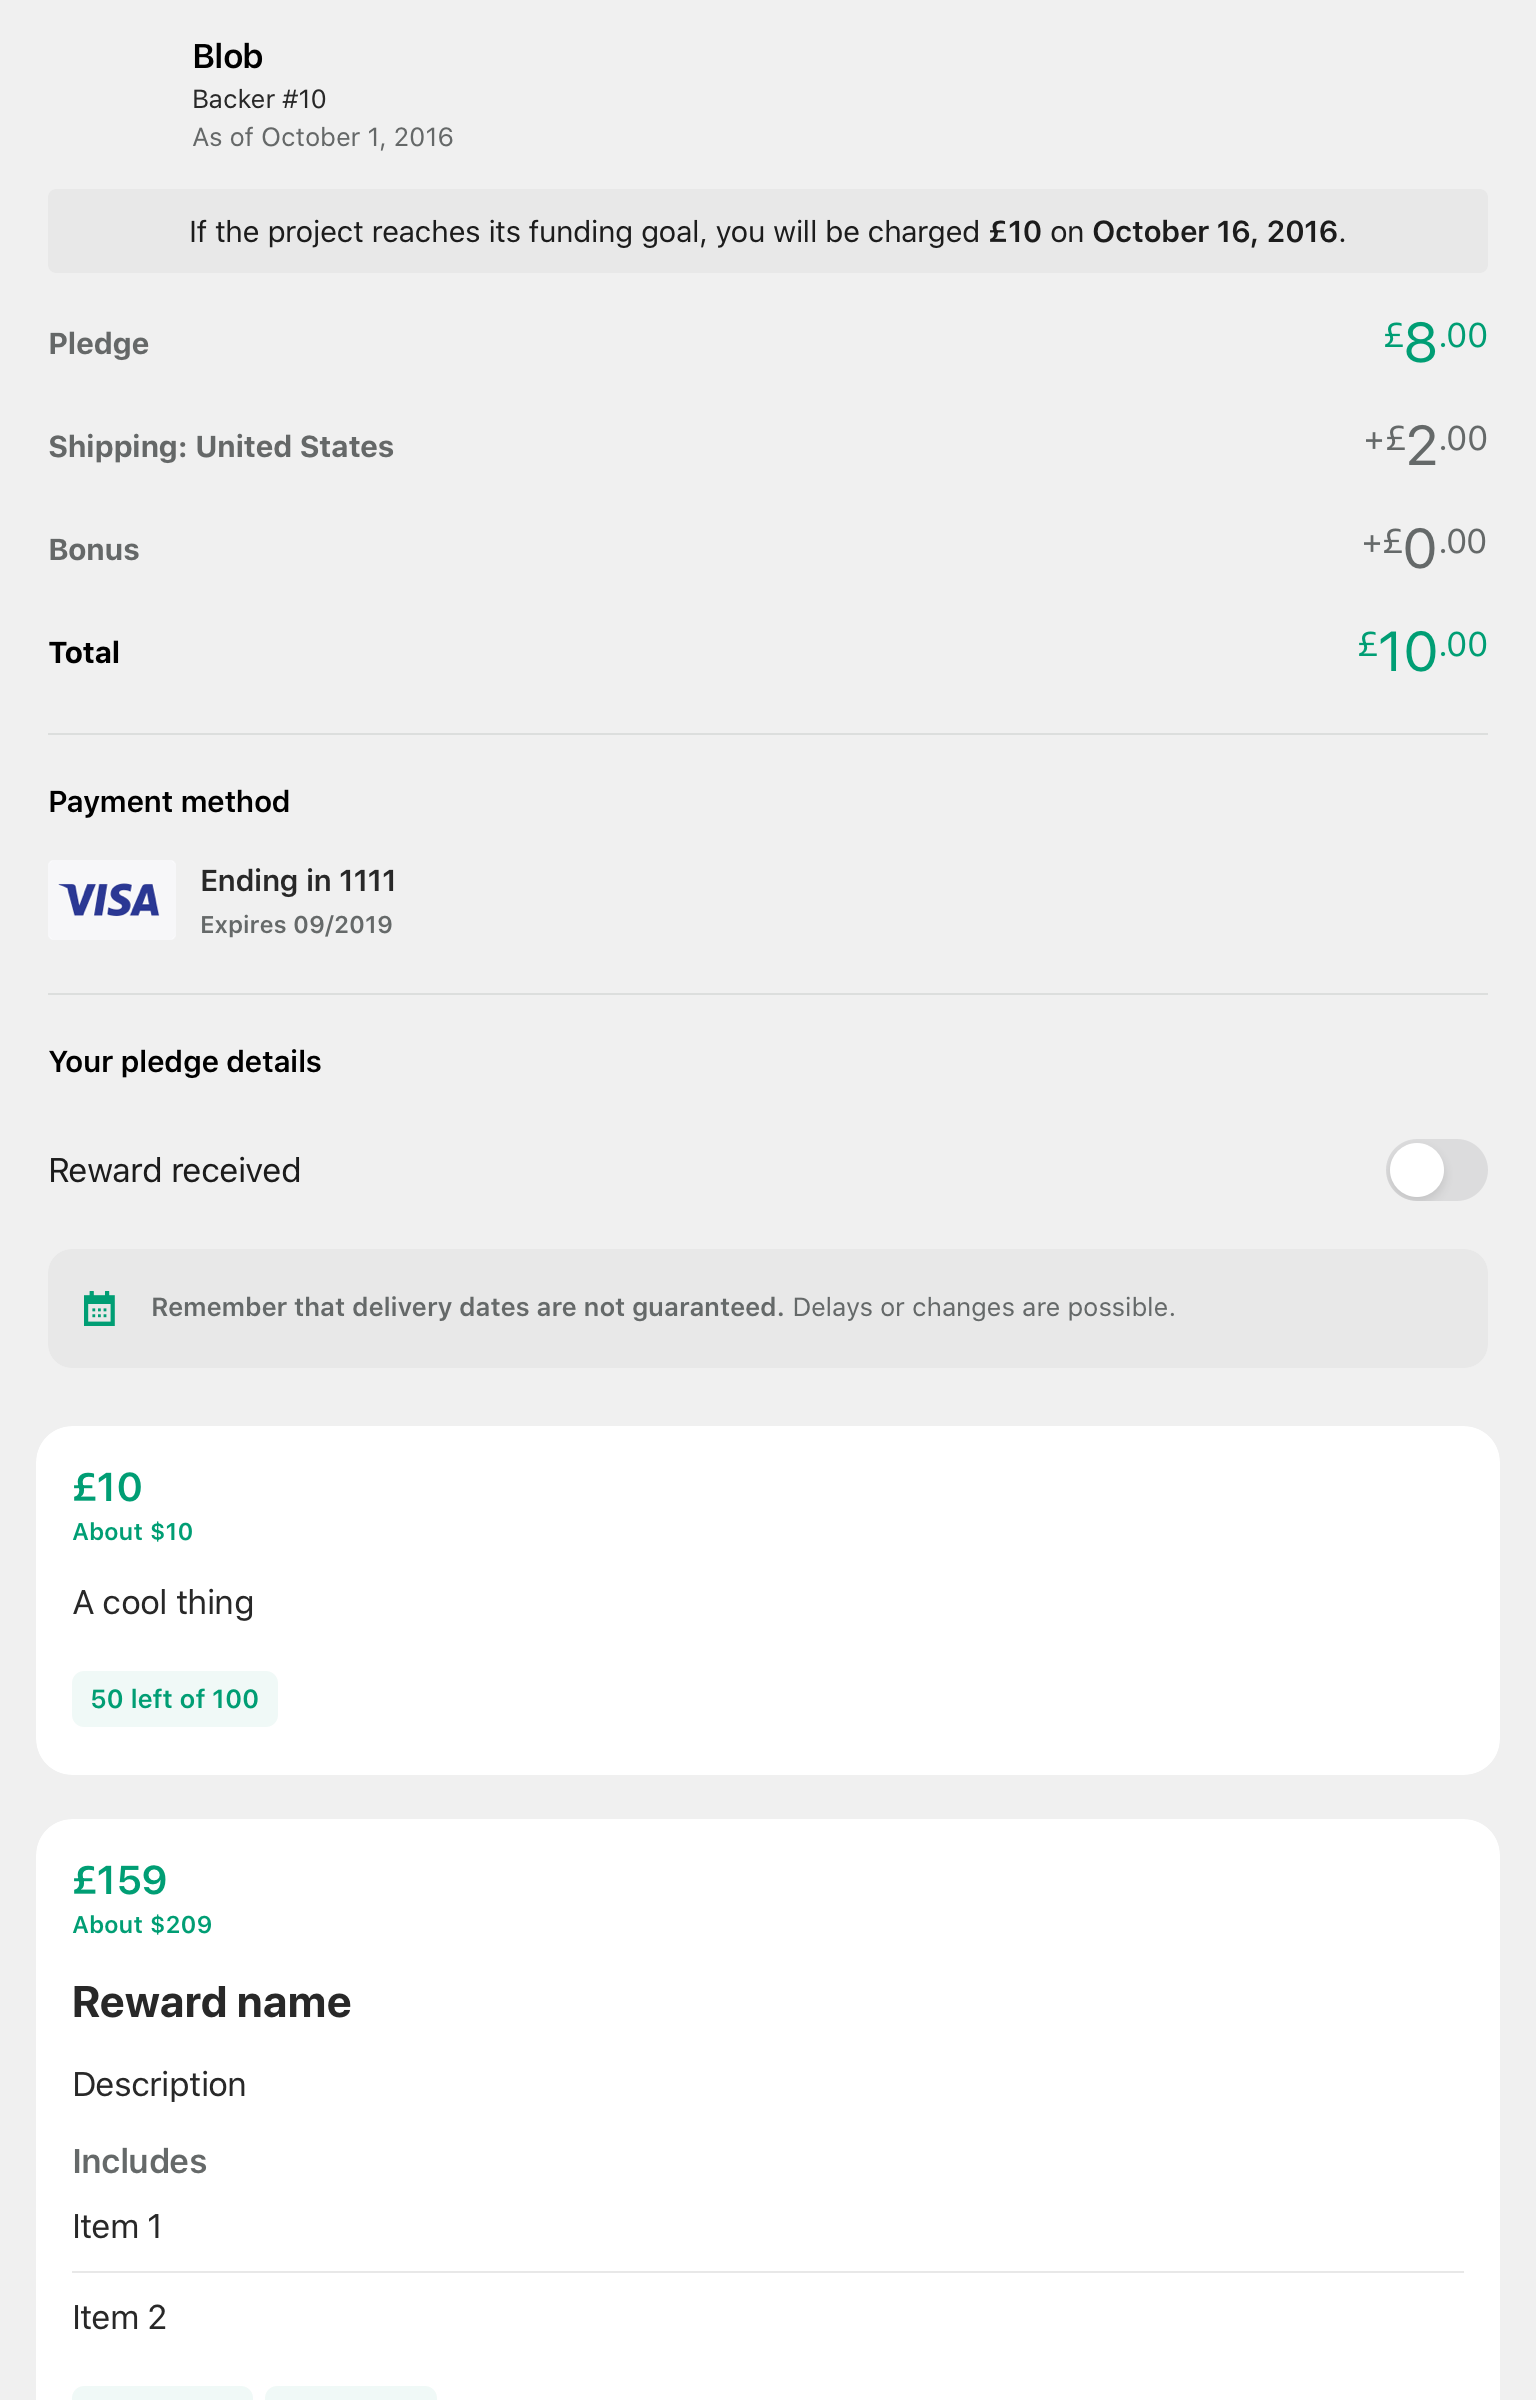 Blob
Backer #10
As of October 1, 2016
If the project reaches its funding goal, you will be charged £10 on October 16, 2016.
Pledge £8.00
Shipping: United States +£2.00
Bonus +£0.00
Total £10.00
Payment method
VISA
Ending in 1111
Expires 09/2019
Your pledge details
Reward received
Remember that delivery dates are not guaranteed. Delays or changes are possible.
£10
About $10
A cool thing
50 left of 100
£159
About $209
Reward name
Description
Includes
Item 1
Item 2